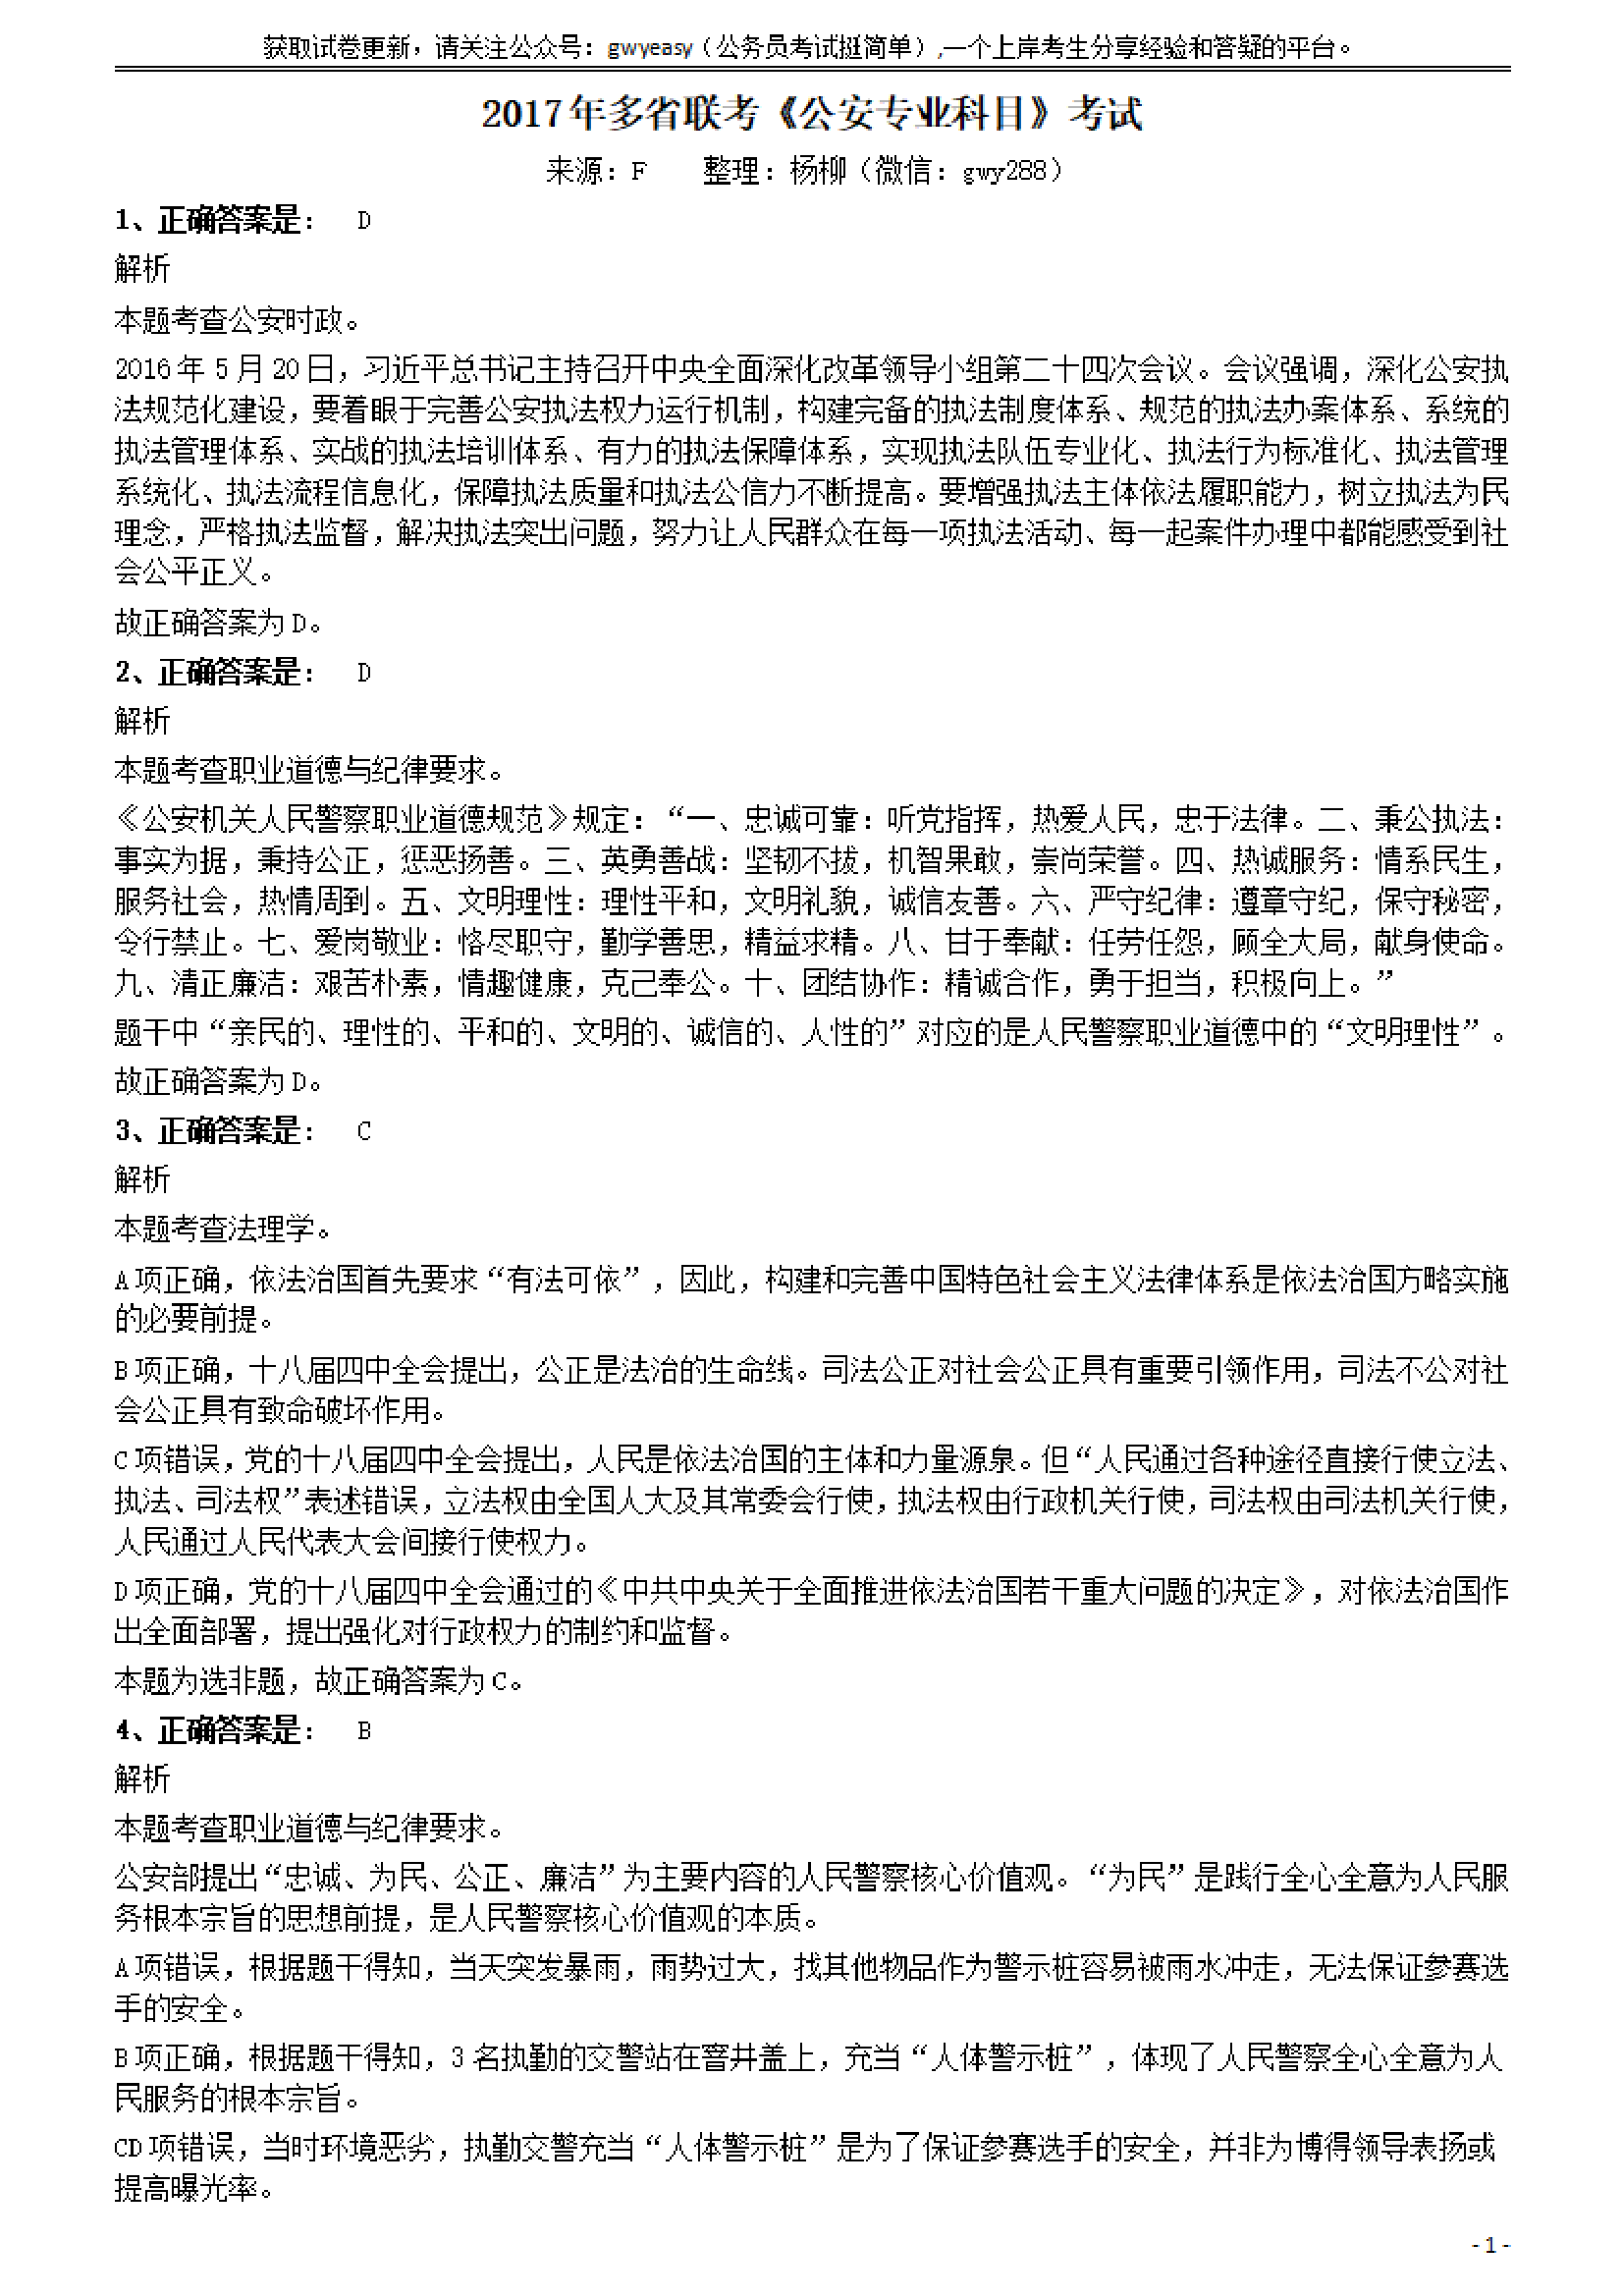 获取试卷更新，请关注公众号：gwyeasy（公务员考试挺简单）,一个上岸考生分享经验和答疑的平台。
2017年多省联考《公安专业科目》考试
来源：F 整理：杨柳（微信：gwy288）
1、正确答案是： D
解析
本题考查公安时政。
2016年5月20日，习近平总书记主持召开中央全面深化改革领导小组第二十四次会议。会议强调，深化公安执
法规范化建设，要着眼于完善公安执法权力运行机制，构建完备的执法制度体系、规范的执法办案体系、系统的
执法管理体系、实战的执法培训体系、有力的执法保障体系，实现执法队伍专业化、执法行为标准化、执法管理
系统化、执法流程信息化，保障执法质量和执法公信力不断提高。要增强执法主体依法履职能力，树立执法为民
理念，严格执法监督，解决执法突出问题，努力让人民群众在每一项执法活动、每一起案件办理中都能感受到社
会公平正义。
故正确答案为D。
2、正确答案是： D
解析
本题考查职业道德与纪律要求。
《公安机关人民警察职业道德规范》规定：“一、忠诚可靠：听党指挥，热爱人民，忠于法律。二、秉公执法：
事实为据，秉持公正，惩恶扬善。三、英勇善战：坚韧不拔，机智果敢，崇尚荣誉。四、热诚服务：情系民生，
服务社会，热情周到。五、文明理性：理性平和，文明礼貌，诚信友善。六、严守纪律：遵章守纪，保守秘密，
令行禁止。七、爱岗敬业：恪尽职守，勤学善思，精益求精。八、甘于奉献：任劳任怨，顾全大局，献身使命。
九、清正廉洁：艰苦朴素，情趣健康，克己奉公。十、团结协作：精诚合作，勇于担当，积极向上。”
题干中“亲民的、理性的、平和的、文明的、诚信的、人性的”对应的是人民警察职业道德中的“文明理性”。
故正确答案为D。
3、正确答案是： C
解析
本题考查法理学。
A项正确，依法治国首先要求“有法可依”，因此，构建和完善中国特色社会主义法律体系是依法治国方略实施
的必要前提。
B项正确，十八届四中全会提出，公正是法治的生命线。司法公正对社会公正具有重要引领作用，司法不公对社
会公正具有致命破坏作用。
C项错误，党的十八届四中全会提出，人民是依法治国的主体和力量源泉。但“人民通过各种途径直接行使立法、
执法、司法权”表述错误，立法权由全国人大及其常委会行使，执法权由行政机关行使，司法权由司法机关行使，
人民通过人民代表大会间接行使权力。
D项正确，党的十八届四中全会通过的《中共中央关于全面推进依法治国若干重大问题的决定》，对依法治国作
出全面部署，提出强化对行政权力的制约和监督。
本题为选非题，故正确答案为C。
4、正确答案是： B
解析
本题考查职业道德与纪律要求。
公安部提出“忠诚、为民、公正、廉洁”为主要内容的人民警察核心价值观。“为民”是践行全心全意为人民服
务根本宗旨的思想前提，是人民警察核心价值观的本质。
A项错误，根据题干得知，当天突发暴雨，雨势过大，找其他物品作为警示桩容易被雨水冲走，无法保证参赛选
手的安全。
B项正确，根据题干得知，3名执勤的交警站在窨井盖上，充当“人体警示桩”，体现了人民警察全心全意为人
民服务的根本宗旨。
CD项错误，当时环境恶劣，执勤交警充当“人体警示桩”是为了保证参赛选手的安全，并非为博得领导表扬或
提高曝光率。
- 1 -